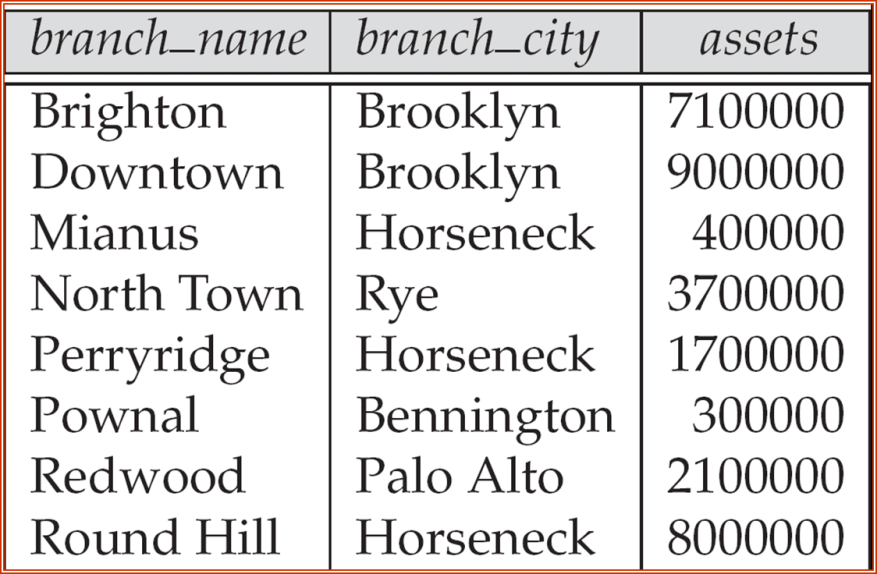 branch_name branch_city assets
Brighton Brooklyn 7100000
Downtown Brooklyn 9000000
Mianus Horseneck 400000
North Town Rye 3700000
Perryridge Horseneck 1700000
Pownal Bennington 300000
Redwood Palo Alto 2100000
Round Hill Horseneck 8000000